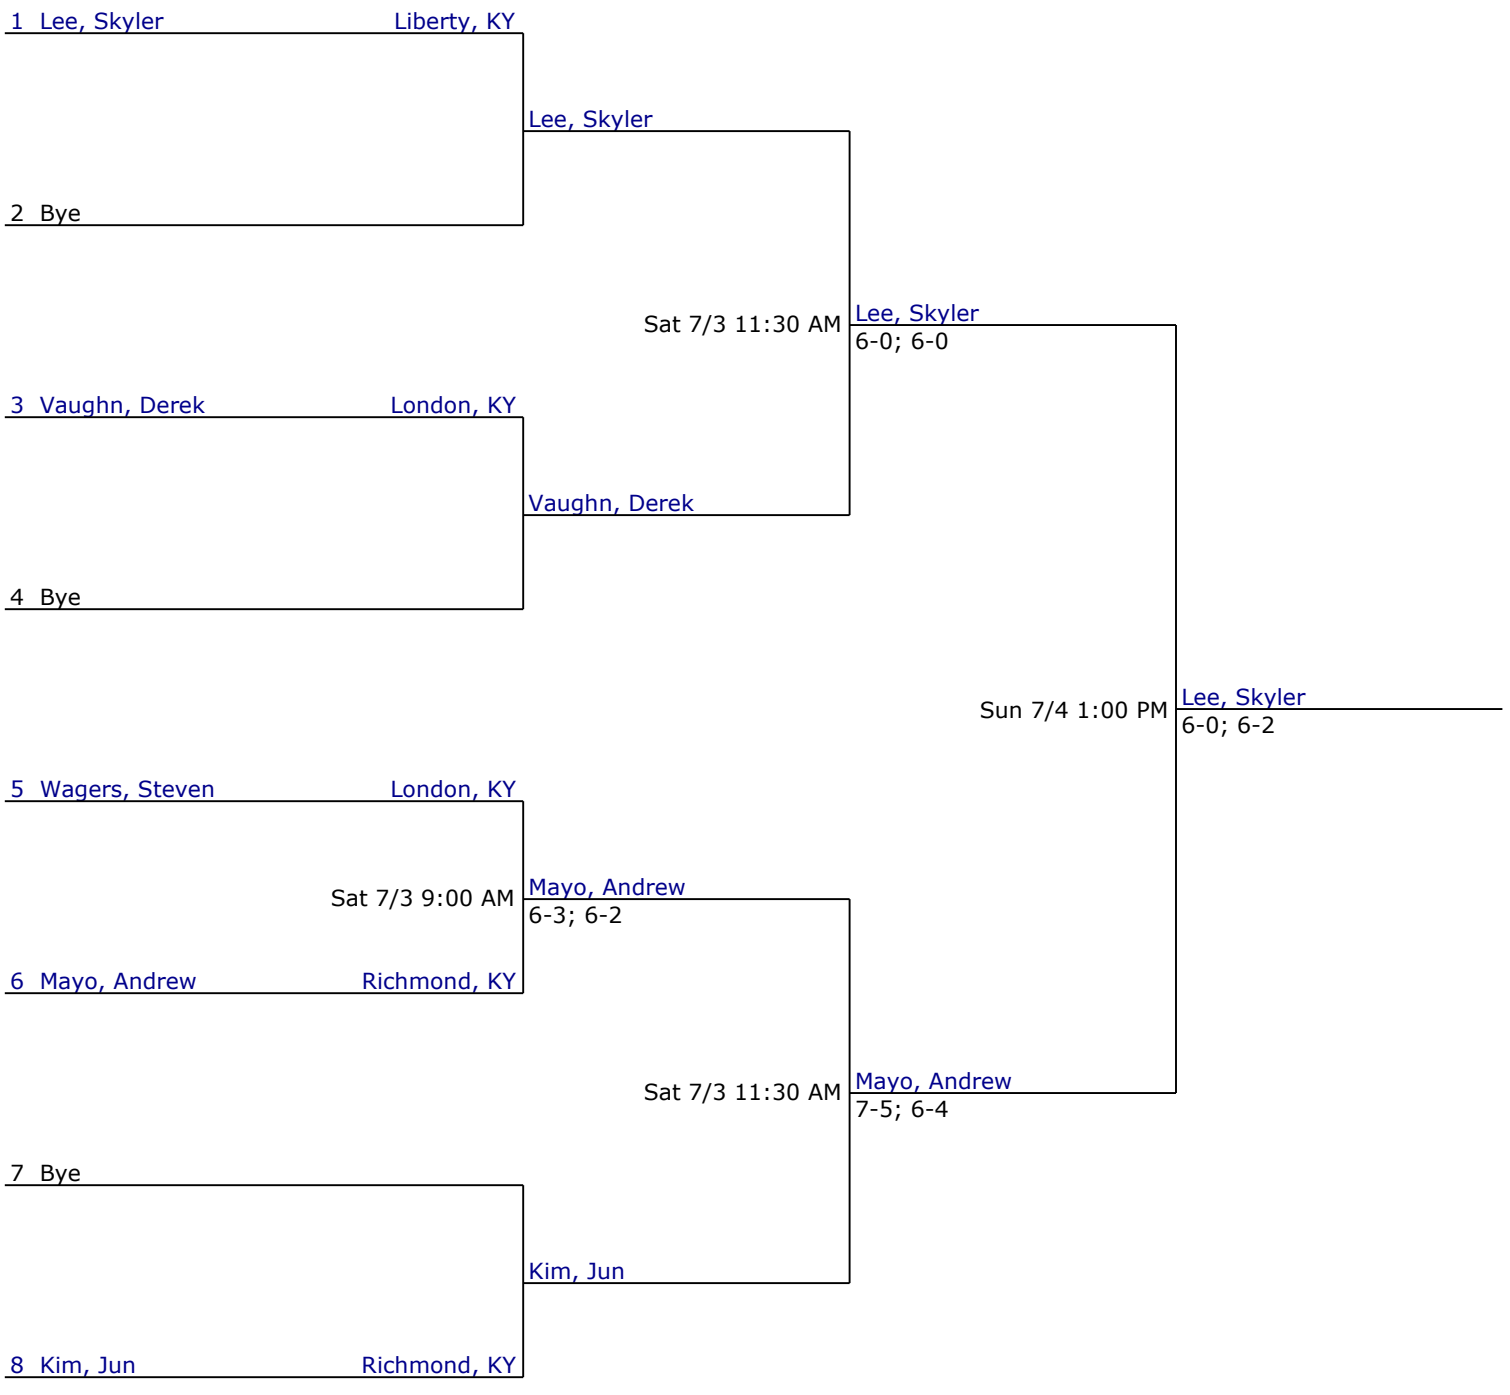 1 Lee, Skyler Liberty, KY
Lee, Skyler
2 Bye
Sat 7/3 11:30 AM
Lee, Skyler
6-0; 6-0
3 Vaughn, Derek London, KY
Vaughn, Derek
4 Bye
Sun 7/4 1:00 PM
Lee, Skyler
6-0; 6-2
5 Wagers, Steven London, KY
Sat 7/3 9:00 AM
Mayo, Andrew
6-3; 6-2
6 Mayo, Andrew Richmond, KY
Sat 7/3 11:30 AM
Mayo, Andrew
7-5; 6-4
7 Bye
Kim, Jun
8 Kim, Jun Richmond, KY